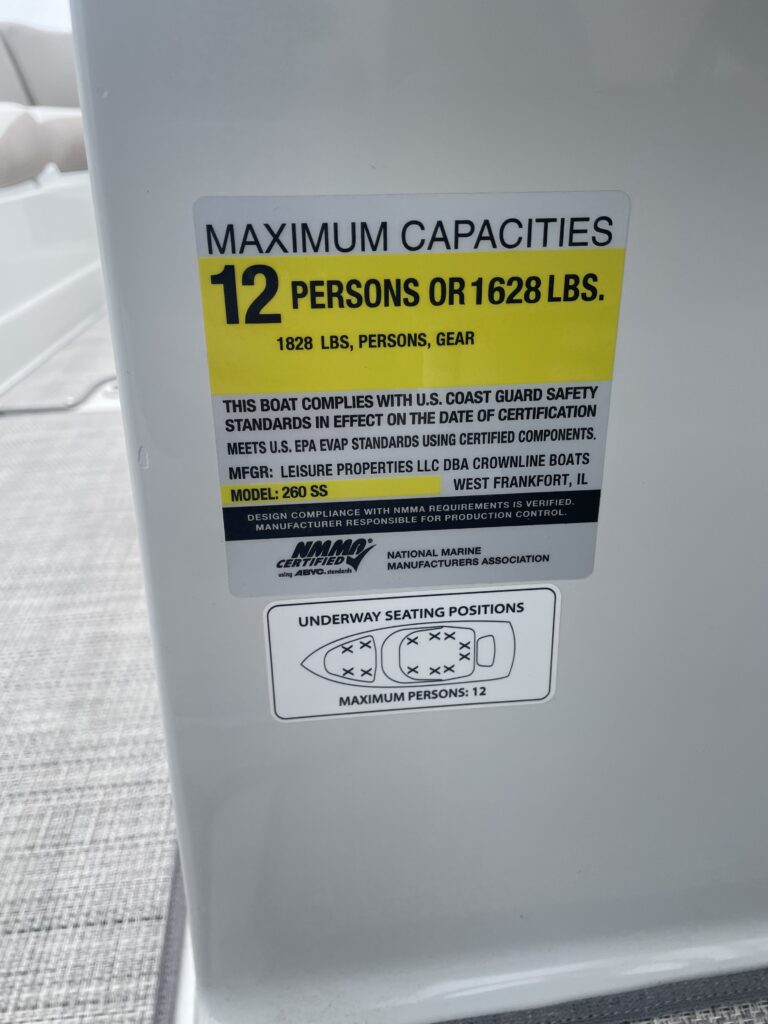 MAXIMUM CAPACITIES
12 PERSONS OR 1628 LBS.
1828 LBS, PERSONS, GEAR
THIS BOAT COMPLIES WITH U.S. COAST GUARD SAFETY
STANDARDS IN EFFECT ON THE DATE OF CERTIFICATION
MEETS U.S. EPA EVAP STANDARDS USING CERTIFIED COMPONENTS.
MFGR: LEISURE PROPERTIES LLC DBA CROWNLINE BOATS
MODEL: 260 SS WEST FRANKFORT, IL
DESIGN COMPLIANCE WITH NMMA REQUIREMENTS IS VERIFIED.
MANUFACTURER RESPONSIBLE FOR PRODUCTION CONTROL.
NMMA
CERTIFIED
using ABYC standards
NATIONAL MARINE
MANUFACTURERS ASSOCIATION
UNDERWAY SEATING POSITIONS
X X X X X
X
X
X X X X X
MAXIMUM PERSONS: 12